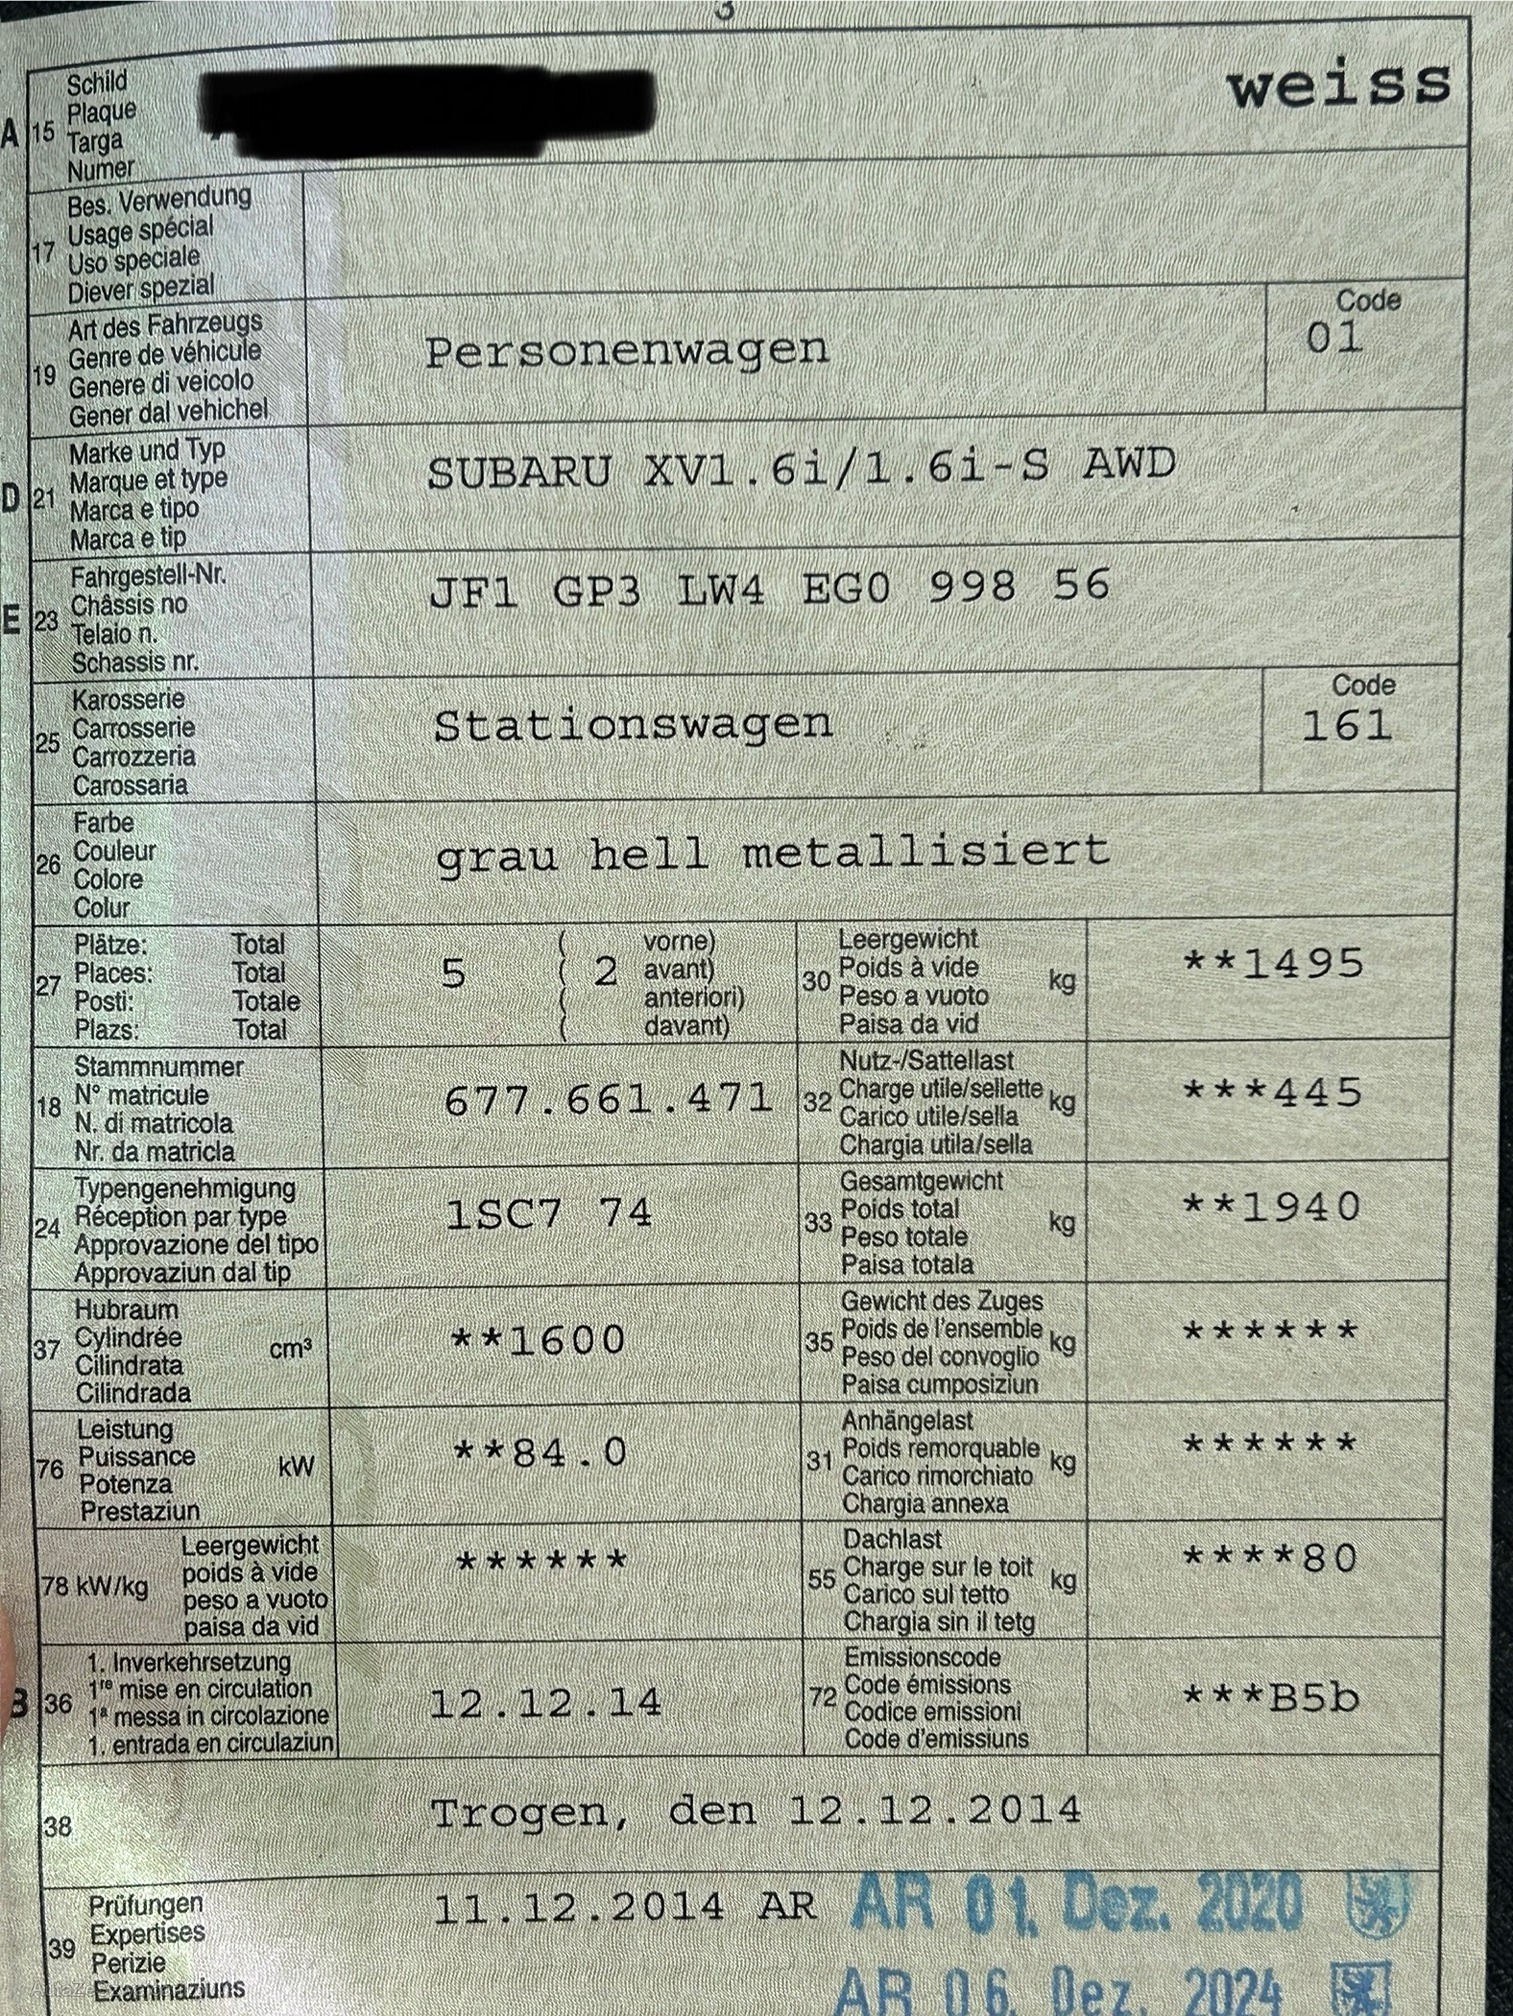 Schild
Plaque
A 15 Targa
Numer
weiss
Bes. Verwendung
17 Usage spécial
Uso speciale
Diever spezial
Art des Fahrzeugs
19 Genre de véhicule
Genere di veicolo
Gener dal vehichel
Personenwagen
Code
01
Marke und Typ
D 21 Marque et type
Marca e tipo
Marca e tip
SUBARU XV1.6i/1.6i-S AWD
Fahrgestell-Nr.
E 23 Châssis no
Telaio n.
Schassis nr.
JF1 GP3 LW4 EG0 998 56
Karosserie
25 Carrosserie
Carrozzeria
Carossaria
Stationswagen
Code
161
Farbe
26 Couleur
Colore
Colur
grau hell metallisiert
Plätze: Total
27 Places: Total
Posti: Totale
Plazs: Total
5 ( 2 vorne)
( avant)
( anteriori)
( davant)
Leergewicht
30 Poids à vide kg
Peso a vuoto
Paisa da vid
**1495
Stammnummer
18 N° matricule
N. di matricola
Nr. da matricla
677.661.471
Nutz-/Sattellast
32 Charge utile/sellette kg
Carico utile/sella
Chargia utila/sella
***445
Typengenehmigung
24 Réception par type
Approvazione del tipo
Approvaziun dal tip
1SC7 74
Gesamtgewicht
33 Poids total kg
Peso totale
Paisa totala
**1940
Hubraum
37 Cylindrée cm³
Cilindrata
Cilindrada
**1600
Gewicht des Zuges
35 Poids de l'ensemble kg
Peso del convoglio
Paisa cumposiziun
******
Leistung
76 Puissance kW
Potenza
Prestaziun
**84.0
Anhängelast
31 Poids remorquable kg
Carico rimorchiato
Chargia annexa
******
Leergewicht
78 kW/kg poids à vide
peso a vuoto
paisa da vid
******
Dachlast
55 Charge sur le toit kg
Carico sul tetto
Chargia sin il tetg
****80
1. Inverkehrsetzung
B 36 1re mise en circulation
1a messa in circolazione
1. entrada en circulaziun
12.12.14
Emissionscode
72 Code émissions
Codice emissioni
Code d'emissiuns
***B5b
38 Trogen, den 12.12.2014
Prüfungen
39 Expertises
Perizie
Examinaziuns
11.12.2014 AR AR 01. Dez. 2020
AR 06. Dez. 2024